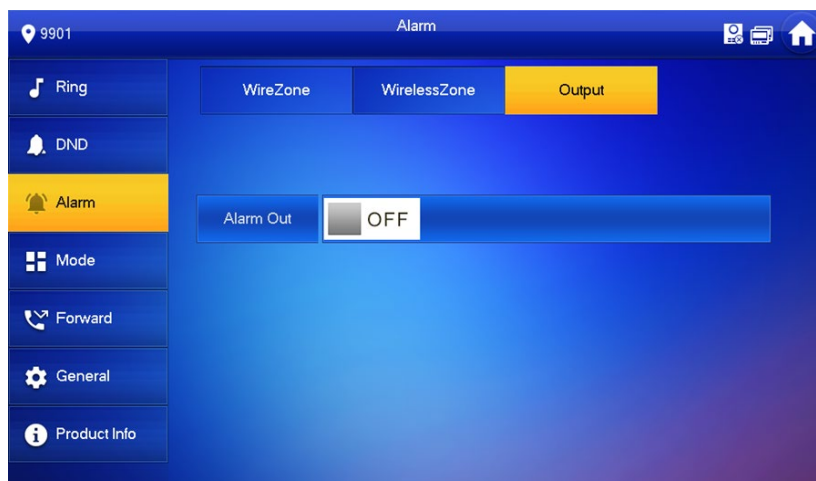 9901
Alarm
Ring
DND
Alarm
Mode
Forward
General
Product Info
WireZone
WirelessZone
Output
Alarm Out
OFF